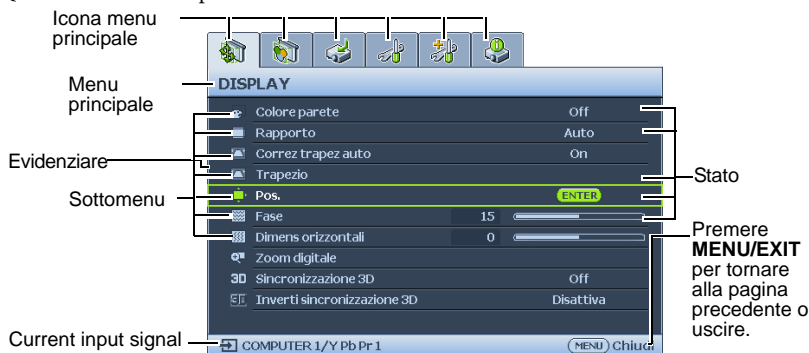 Icona menu
principale
Menu
principale
DISPLAY
Colore parete Off
Rapporto Auto
Correz trapez auto On
Trapezio
Pos. ENTER
Fase 15
Dimens orizzontali 0
Zoom digitale
3D Sincronizzazione 3D Off
Inverti sincronizzazione 3D Disattiva
COMPUTER 1/Y Pb Pr 1 MENU Chiudi
Evidenziare
Sottomenu
Current input signal
Stato
Premere
MENU/EXIT
per tornare
alla pagina
precedente o
uscire.